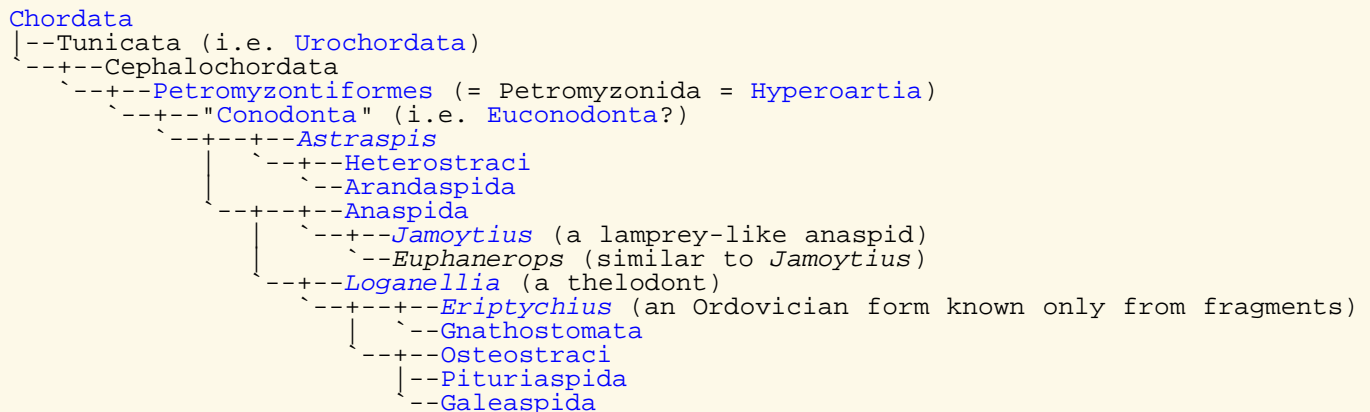 Chordata
|--Tunicata (i.e. Urochordata)
`--+--Cephalochordata
   `--+--Petromyzontiformes (= Petromyzonida = Hyperoartia)
      `--+--"Conodonta" (i.e. Euconodonta?)
         `--+--+--Astraspis
            |  `--+--Heterostraci
            |     `--Arandaspida
            `--+--+--Anaspida
               |  `--+--Jamoytius (a lamprey-like anaspid)
               |     `--Euphanerops (similar to Jamoytius)
               `--+--Loganellia (a thelodont)
                  `--+--+--Eriptychius (an Ordovician form known only from fragments)
                     |  `--Gnathostomata
                     `--+--Osteostraci
                        |--Pituriaspida
                        `--Galeaspida